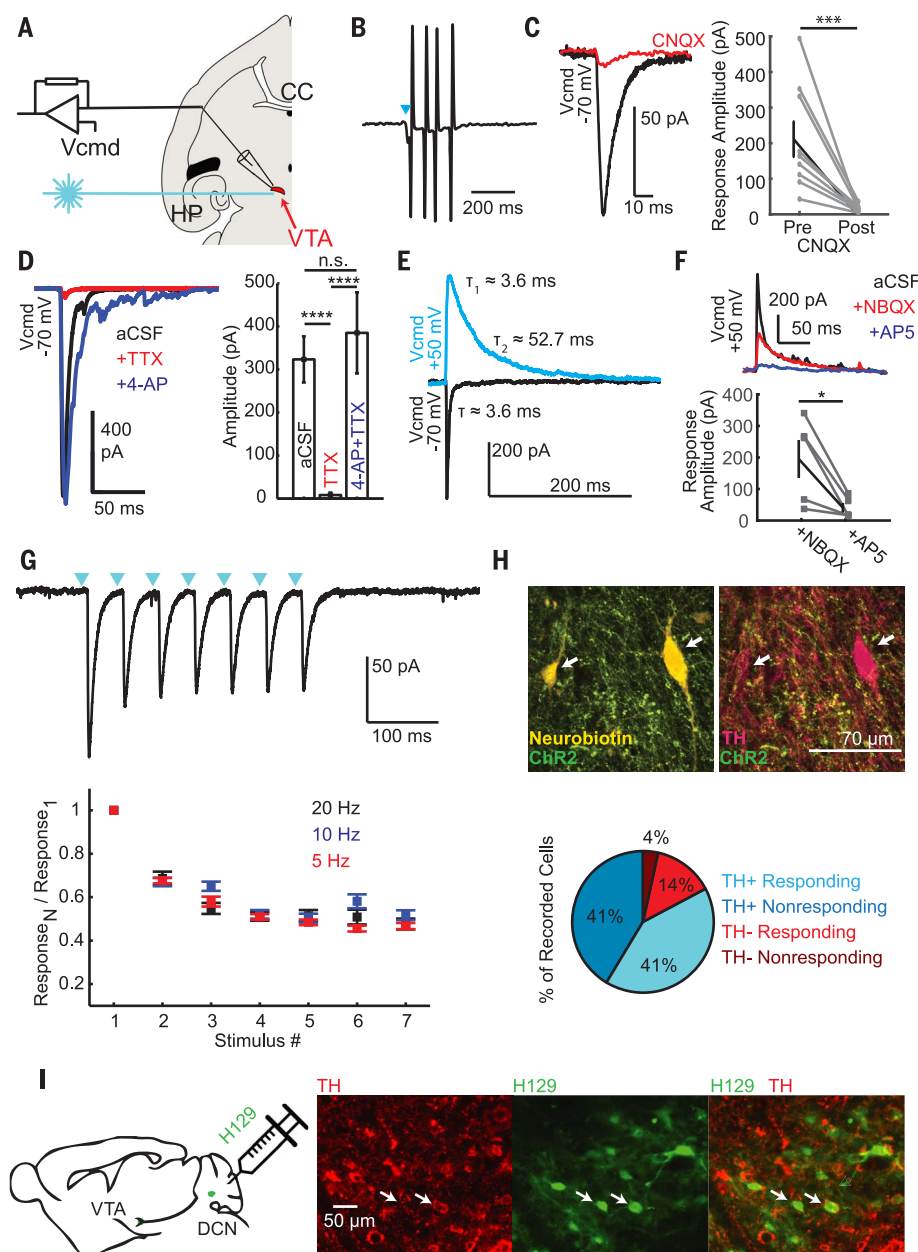 A
Vcmd
CC
HP
VTA
B
200 ms
C
CNQX
Vcmd
-70 mV
50 pA
10 ms
***
Response Amplitude (pA)
500
400
300
200
100
0
Pre
Post
CNQX
D
Vcmd
-70 mV
aCSF
+TTX
+4-AP
400
pA
50 ms
n.s.
****
****
Amplitude (pA)
500
400
300
200
100
0
aCSF
TTX
4-AP+TTX
E
Vcmd
+50 mV
τ1 ≈ 3.6 ms
τ2 ≈ 52.7 ms
Vcmd
-70 mV
τ ≈ 3.6 ms
200 pA
200 ms
F
Vcmd
+50 mV
aCSF
+NBQX
+AP5
200 pA
50 ms
*
Response
Amplitude (pA)
400
300
200
100
0
+NBQX
+AP5
G
50 pA
100 ms
ResponseN / Response1
1
0.8
0.6
0.4
0.2
20 Hz
10 Hz
5 Hz
1 2 3 4 5 6 7
Stimulus #
H
Neurobiotin
ChR2
TH
ChR2
70 μm
% of Recorded Cells
4%
14%
41%
41%
TH+ Responding
TH+ Nonresponding
TH- Responding
TH- Nonresponding
I
H129
VTA
DCN
TH
50 μm
H129
H129 TH